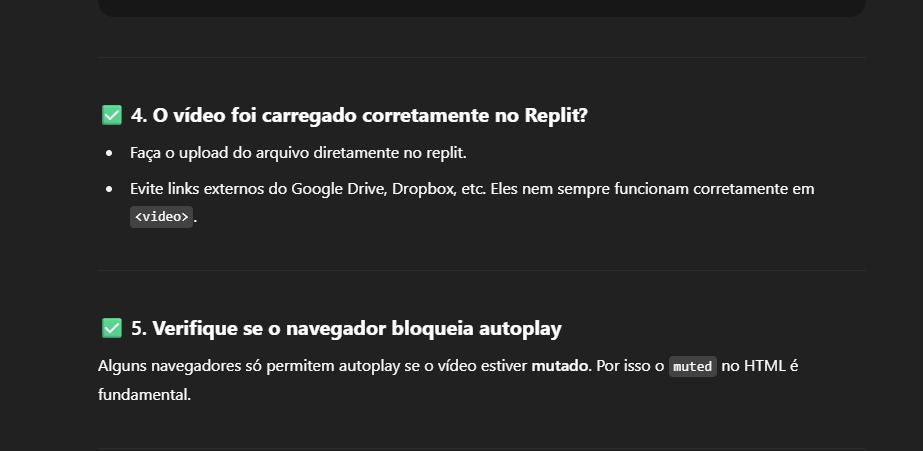 ✅ 4. O vídeo foi carregado corretamente no Replit?
• Faça o upload do arquivo diretamente no replit.
• Evite links externos do Google Drive, Dropbox, etc. Eles nem sempre funcionam corretamente em
<video>.
✅ 5. Verifique se o navegador bloqueia autoplay
Alguns navegadores só permitem autoplay se o vídeo estiver mutado. Por isso o muted no HTML é
fundamental.